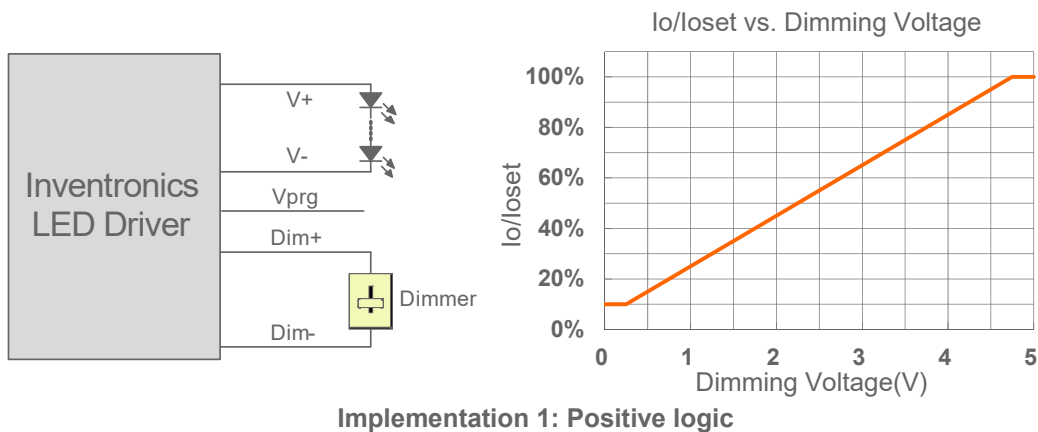 Inventronics
LED Driver
V+
V-
Vprg
Dim+
Dimmer
Dim-
Io/Ioset vs. Dimming Voltage
Io/Ioset
100%
80%
60%
40%
20%
0%
0 1 2 3 4 5
Dimming Voltage(V)
Implementation 1: Positive logic